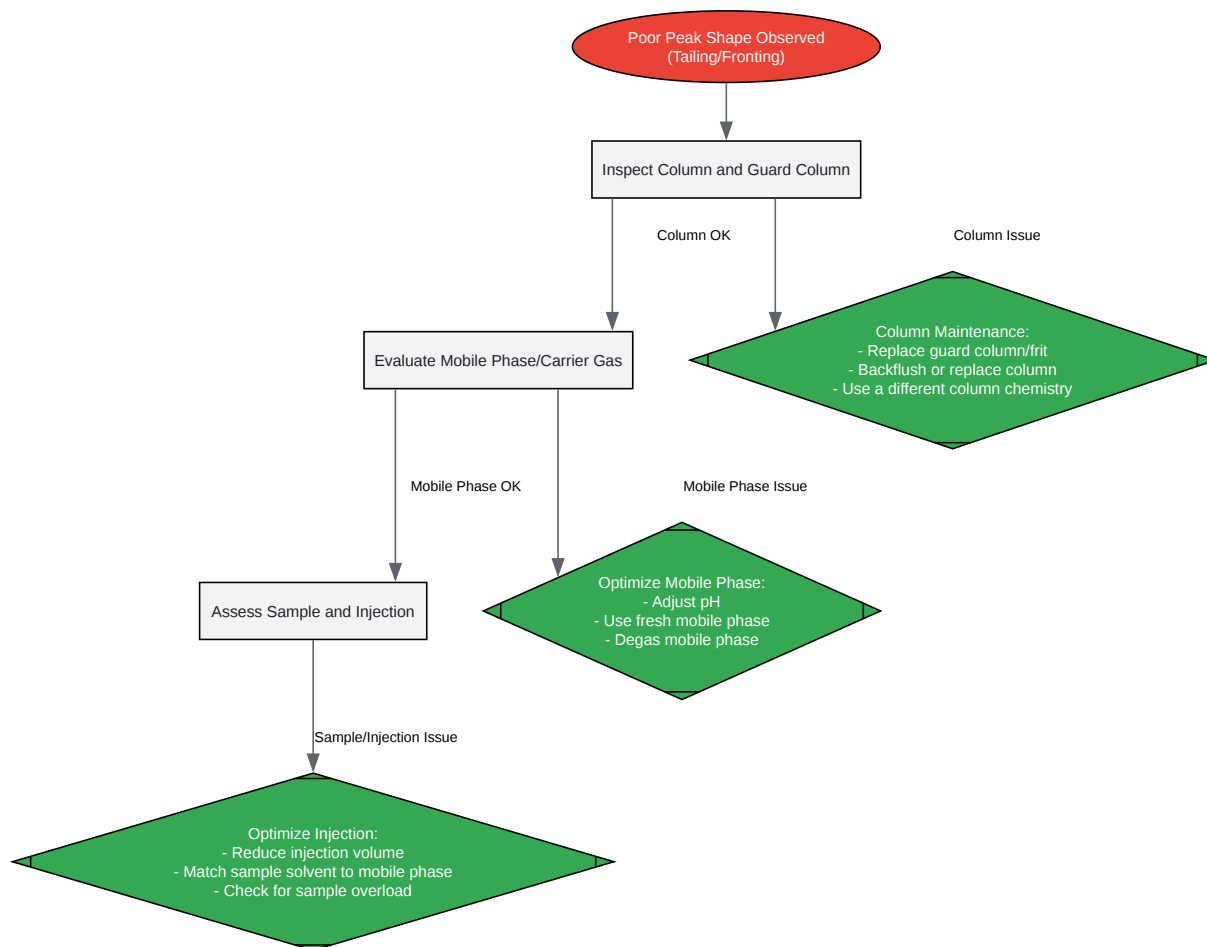 Poor Peak Shape Observed
(Tailing/Fronting)
Inspect Column and Guard Column
Column OK
Column Issue
Column Maintenance:
- Replace guard column/frit
- Backflush or replace column
- Use a different column chemistry
Evaluate Mobile Phase/Carrier Gas
Mobile Phase OK
Mobile Phase Issue
Optimize Mobile Phase:
- Adjust pH
- Use fresh mobile phase
- Degas mobile phase
Assess Sample and Injection
Sample/Injection Issue
Optimize Injection:
- Reduce injection volume
- Match sample solvent to mobile phase
- Check for sample overload